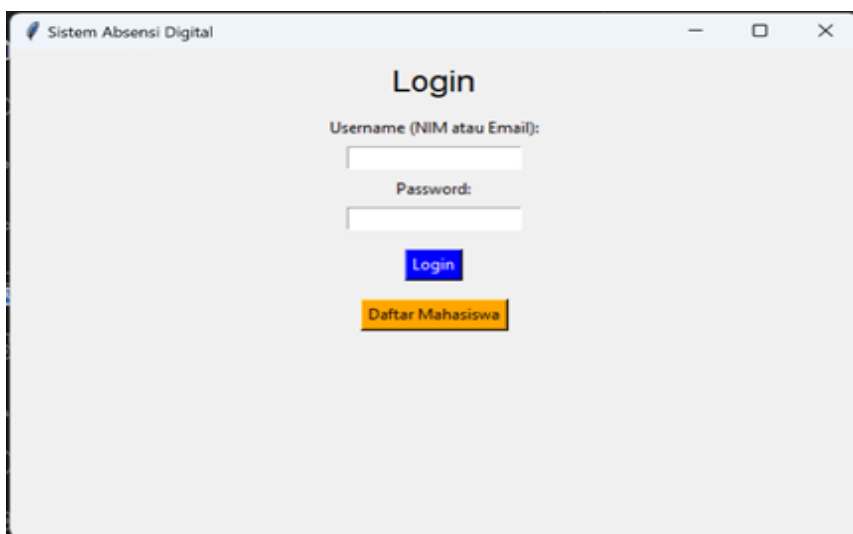 Sistem Absensi Digital
Login
Username (NIM atau Email):
Password:
Login
Daftar Mahasiswa